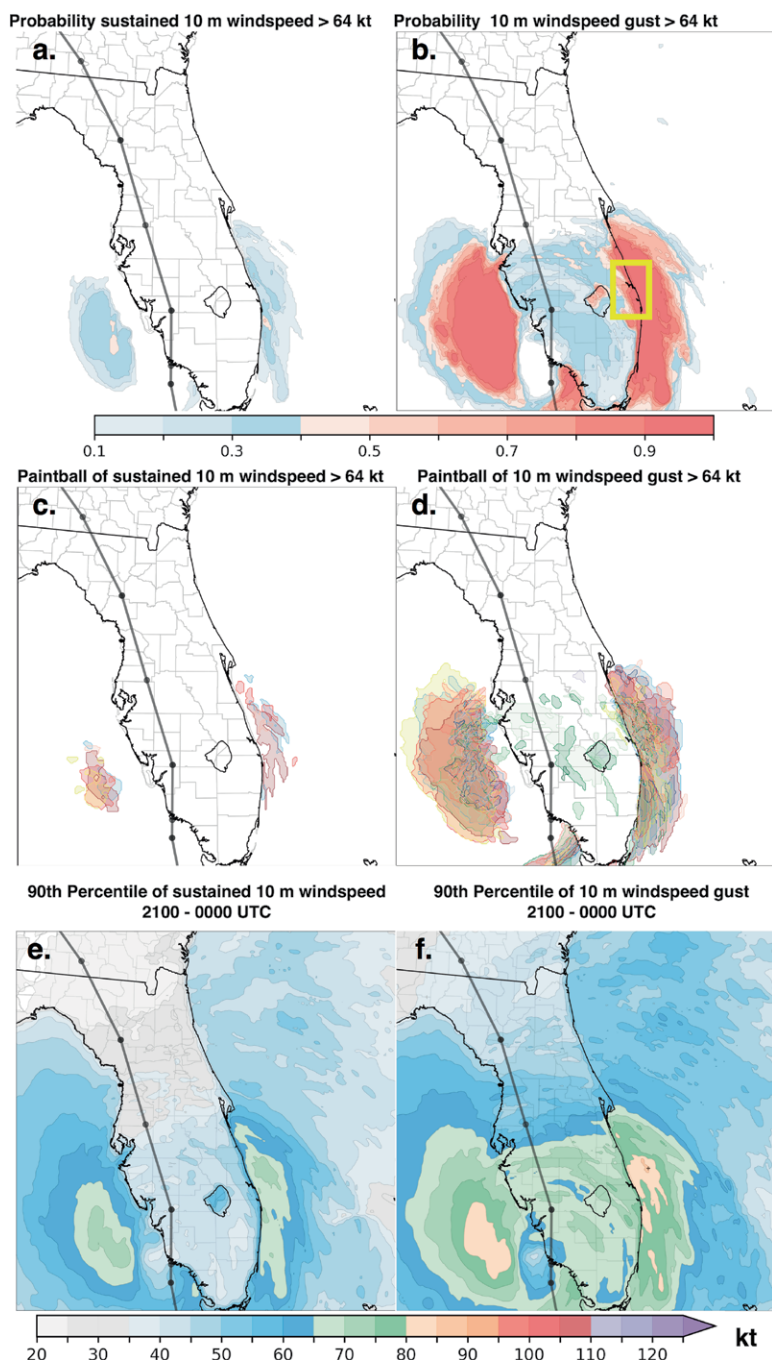 Probability sustained 10 m windspeed > 64 kt
Probability 10 m windspeed gust > 64 kt
a.
b.
0.1 0.3 0.5 0.7 0.9
Paintball of sustained 10 m windspeed > 64 kt
Paintball of 10 m windspeed gust > 64 kt
c.
d.
90th Percentile of sustained 10 m windspeed
2100 - 0000 UTC
90th Percentile of 10 m windspeed gust
2100 - 0000 UTC
e.
f.
20 30 40 50 60 70 80 90 100 110 120 kt